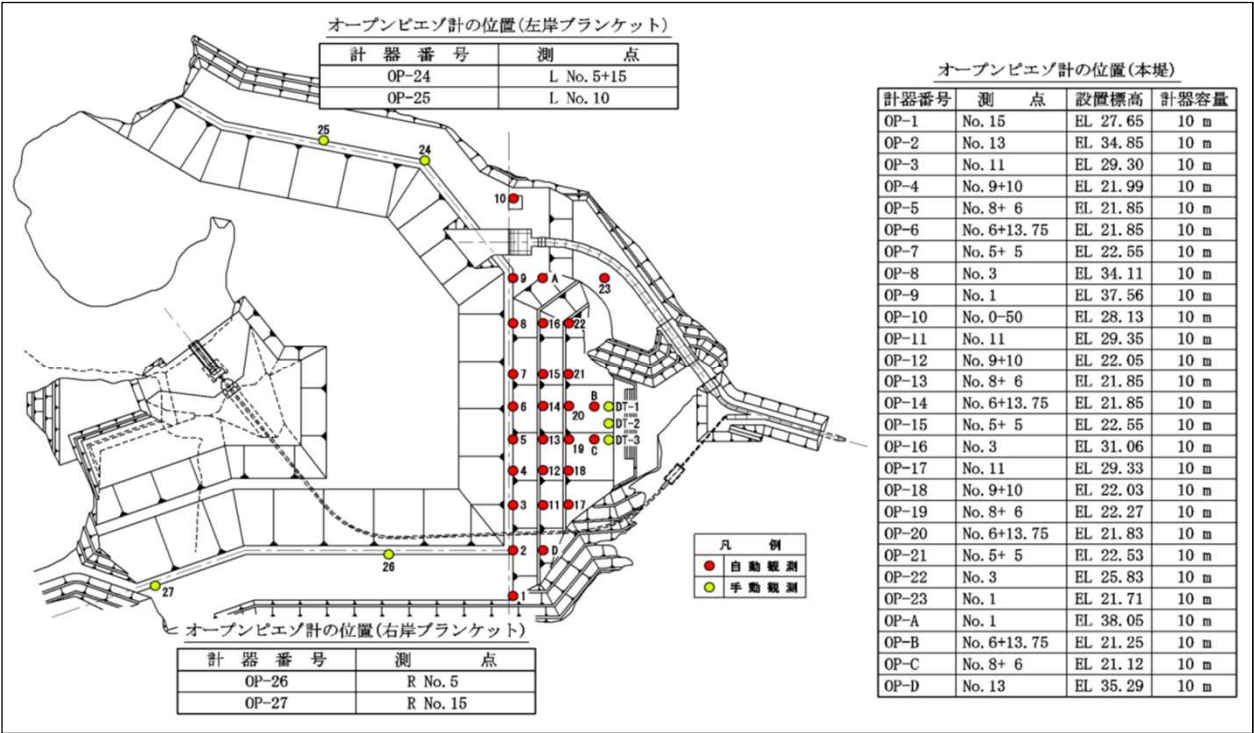 オープンピエゾ計の位置(左岸ブランケット)
計器番号 測点
OP-24 L No.5+15
OP-25 L No.10
オープンピエゾ計の位置(本堤)
計器番号 測点 設置標高 計器容量
OP-1 No.15 EL 27.65 10 m
OP-2 No.13 EL 34.85 10 m
OP-3 No.11 EL 29.30 10 m
OP-4 No.9+10 EL 21.99 10 m
OP-5 No.8+ 6 EL 21.85 10 m
OP-6 No.6+13.75 EL 21.85 10 m
OP-7 No.5+ 5 EL 22.55 10 m
OP-8 No.3 EL 34.11 10 m
OP-9 No.1 EL 37.56 10 m
OP-10 No.0-50 EL 28.13 10 m
OP-11 No.11 EL 29.35 10 m
OP-12 No.9+10 EL 22.05 10 m
OP-13 No.8+ 6 EL 21.85 10 m
OP-14 No.6+13.75 EL 21.85 10 m
OP-15 No.5+ 5 EL 22.55 10 m
OP-16 No.3 EL 31.06 10 m
OP-17 No.11 EL 29.33 10 m
OP-18 No.9+10 EL 22.03 10 m
OP-19 No.8+ 6 EL 22.27 10 m
OP-20 No.6+13.75 EL 21.83 10 m
OP-21 No.5+ 5 EL 22.53 10 m
OP-22 No.3 EL 25.83 10 m
OP-23 No.1 EL 21.71 10 m
OP-A No.1 EL 38.05 10 m
OP-B No.6+13.75 EL 21.25 10 m
OP-C No.8+ 6 EL 21.12 10 m
OP-D No.13 EL 35.29 10 m
25
24
10
9 A 23
8 16 22
7 15 21
6 14 20 B DT-1
DT-2
5 13 19 C DT-3
4 12 18
3 11 17
2 D
26
27
1
凡例
自動観測
手動観測
オープンピエゾ計の位置(右岸ブランケット)
計器番号 測点
OP-26 R No.5
OP-27 R No.15